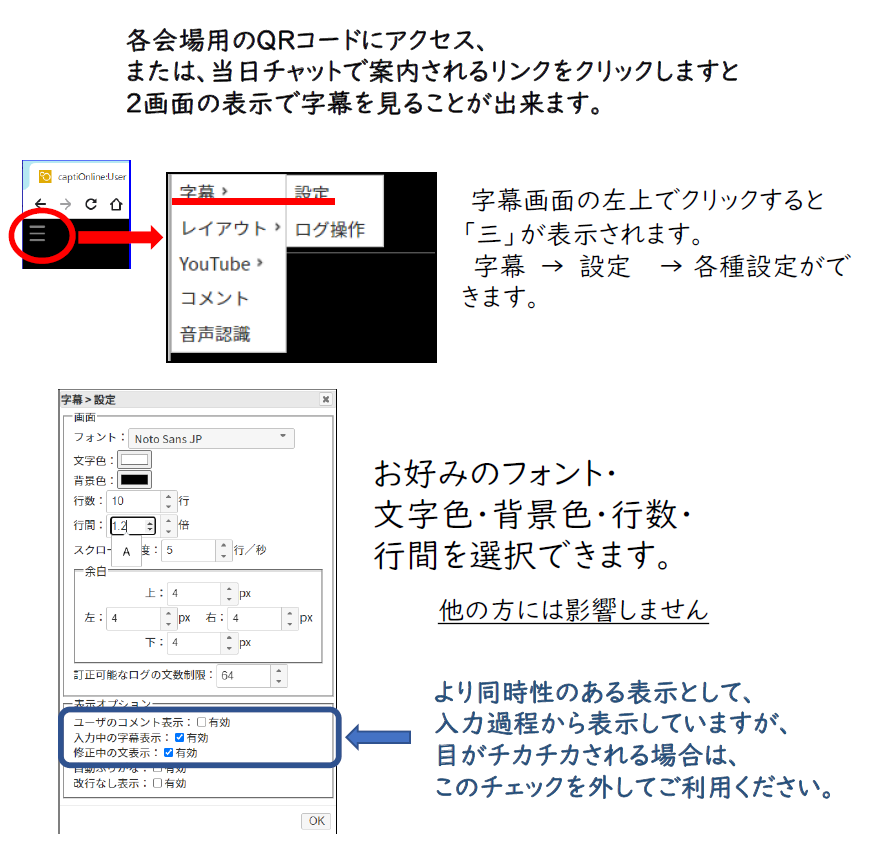 各会場用のQRコードにアクセス、
または、当日チャットで案内されるリンクをクリックしますと
２画面の表示で字幕を見ることが出来ます。
captiOnline:User
字幕 ›
設定
レイアウト ›
ログ操作
YouTube ›
コメント
音声認識
字幕画面の左上でクリックすると
「三」が表示されます。
字幕 → 設定 → 各種設定がで
きます。
字幕 > 設定
画面
フォント： Noto Sans JP
文字色：
背景色：
行数： 10 行
行間： 1.2 倍
スクロー A 度： 5 行／秒
余白
上： 4 px
左： 4 px 右： 4 px
下： 4 px
訂正可能なログの文数制限： 64
表示オプション
ユーザのコメント表示： 有効
入力中の字幕表示： 有効
修正中の文表示： 有効
自動ふりがな： 有効
改行なし表示： 有効
OK
お好みのフォント・
文字色・背景色・行数・
行間を選択できます。
他の方には影響しません
より同時性のある表示として、
入力過程から表示していますが、
目がチカチカされる場合は、
このチェックを外してご利用ください。